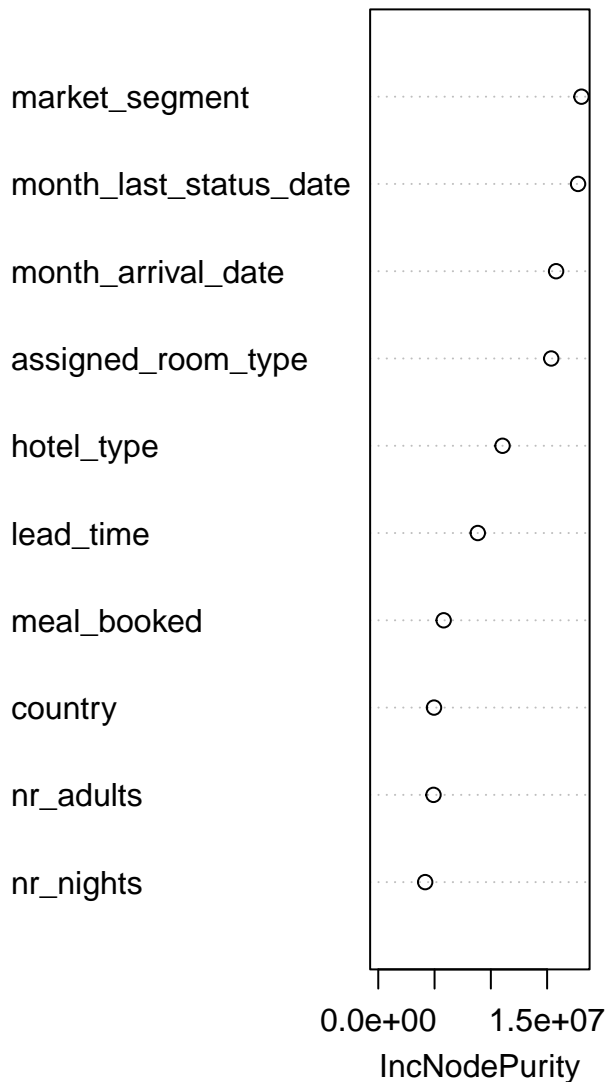 market_segment
month_last_status_date
month_arrival_date
assigned_room_type
hotel_type
lead_time
meal_booked
country
nr_adults
nr_nights
0.0e+00 1.5e+07
IncNodePurity